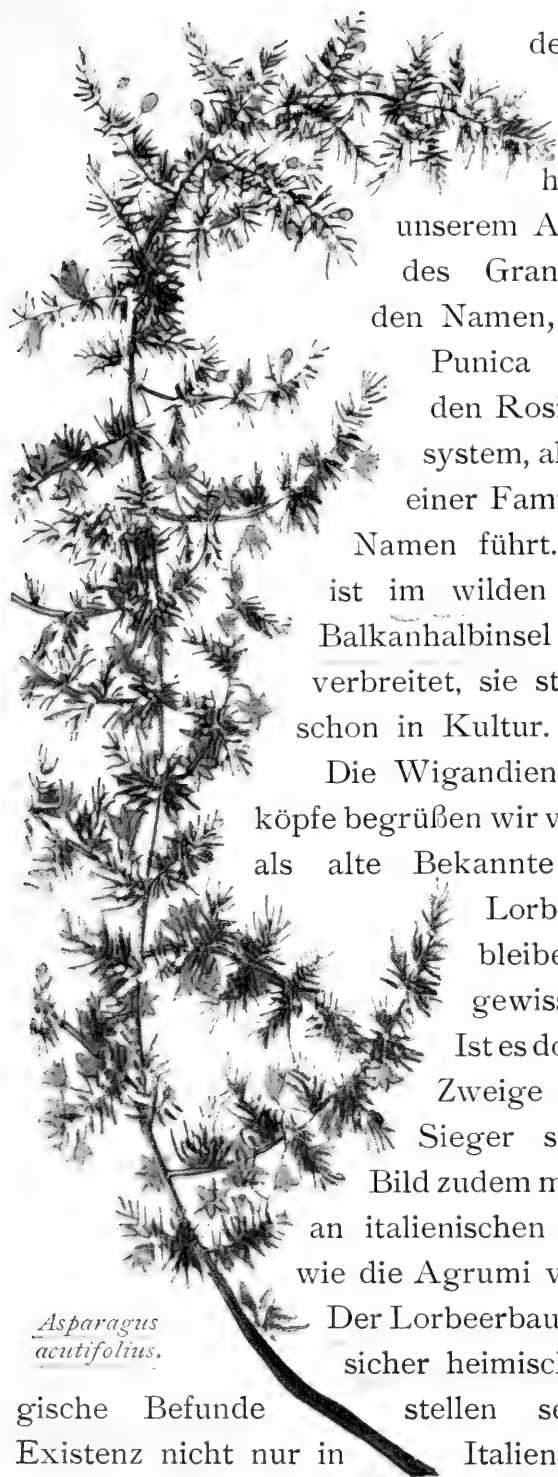 de
h
unserem A
des Gran
den Namen,
Punica
den Rosi
system, al
einer Fam
Namen führt.
ist im wilden
Balkanhalbinsel
verbreitet, sie st
schon in Kultur.
Die Wigandien
köpfe begrüßen wir v
als alte Bekannte
Lorb
bleibe
gewiss
Ist es do
Zweige
Sieger s
Bild zudem m
an italienischen
wie die Agrumi v
Der Lorbeerbau
sicher heimisch
gische Befunde stellen se
Existenz nicht nur in Italien
Asparagus
acutifolius.